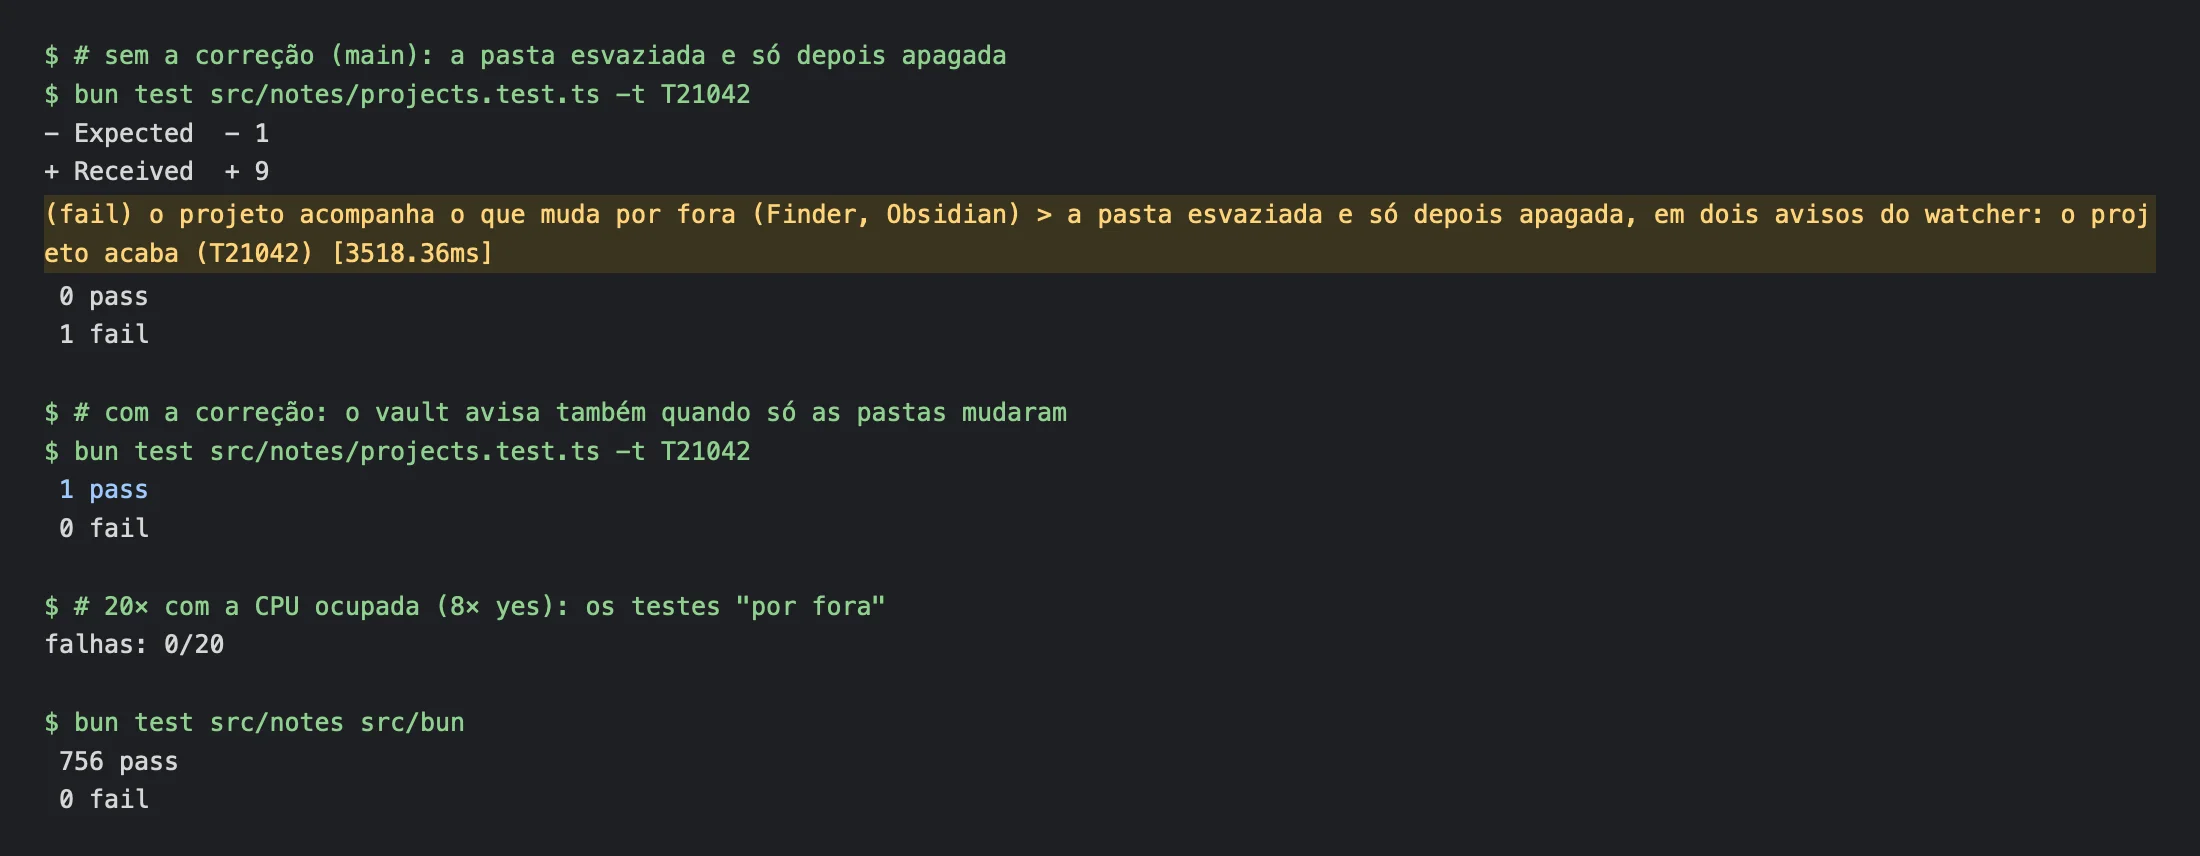 $ # sem a correção (main): a pasta esvaziada e só depois apagada
$ bun test src/notes/projects.test.ts -t T21042
- Expected  - 1
+ Received  + 9
(fail) o projeto acompanha o que muda por fora (Finder, Obsidian) > a pasta esvaziada e só depois apagada, em dois avisos do watcher: o proj
eto acaba (T21042) [3518.36ms]
 0 pass
 1 fail
$ # com a correção: o vault avisa também quando só as pastas mudaram
$ bun test src/notes/projects.test.ts -t T21042
 1 pass
 0 fail
$ # 20× com a CPU ocupada (8× yes): os testes "por fora"
falhas: 0/20
$ bun test src/notes src/bun
 756 pass
 0 fail